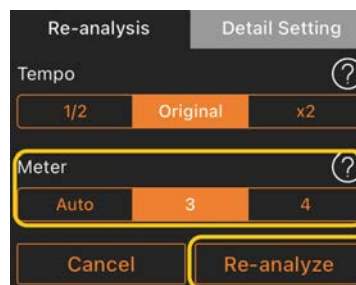 Re-analysis Detail Setting
Tempo ?
1/2 Original x2
Meter ?
Auto 3 4
Cancel Re-analyze